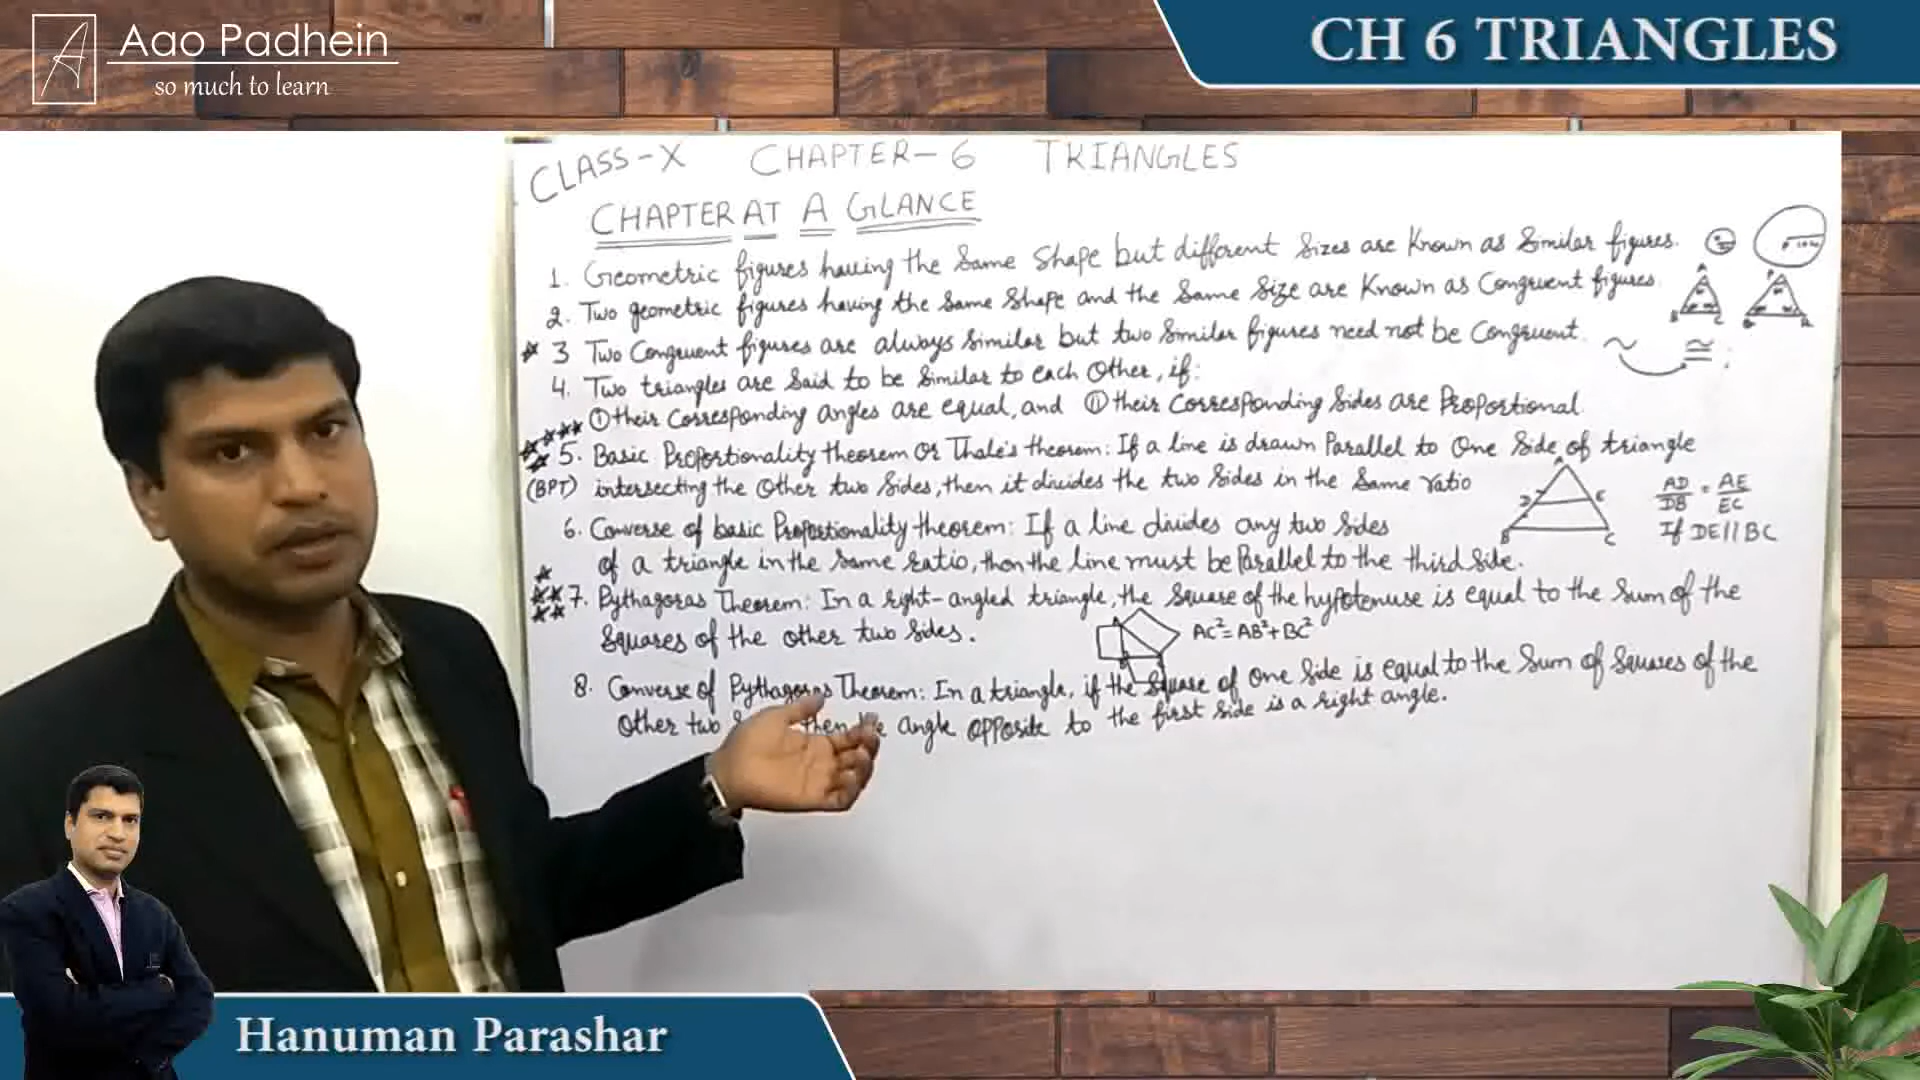 Aao Padhein
so much to learn
CH 6 TRIANGLES
CLASS-X CHAPTER-6 TRIANGLES
CHAPTER AT A GLANCE
1. Geometric figures having the Same Shape but different Sizes are Known as Similar figures.
2. Two geometric figures having the Same Shape and the Same Size are Known as Congruent figures.
3 Two Congruent figures are always Similar but two Similar figures need not be Congruent. ~ ≅
4. Two triangles are Said to be Similar to each Other, if:
① their Corresponding angles are equal, and ⑪ their Corresponding Sides are Proportional.
5. Basic Proportionality theorem Or Thale's theorem: If a line is drawn Parallel to One Side of triangle
(BPT) intersecting the Other two Sides, then it divides the two Sides in the Same ratio
A D E B C
AD/DB = AE/EC
If DE||BC
6. Converse of basic Proportionality theorem: If a line divides any two Sides
of a triangle in the Same ratio, then the line must be Parallel to the third Side.
7. Pythagoras Theorem: In a right-angled triangle, the Square of the hypotenuse is equal to the Sum of the
Squares of the other two Sides. AC²=AB²+BC²
8. Converse of Pythagoras Theorem: In a triangle, if the Square of One Side is equal to the Sum of Squares of the
Other two then angle opposite to the first Side is a right angle.
Hanuman Parashar